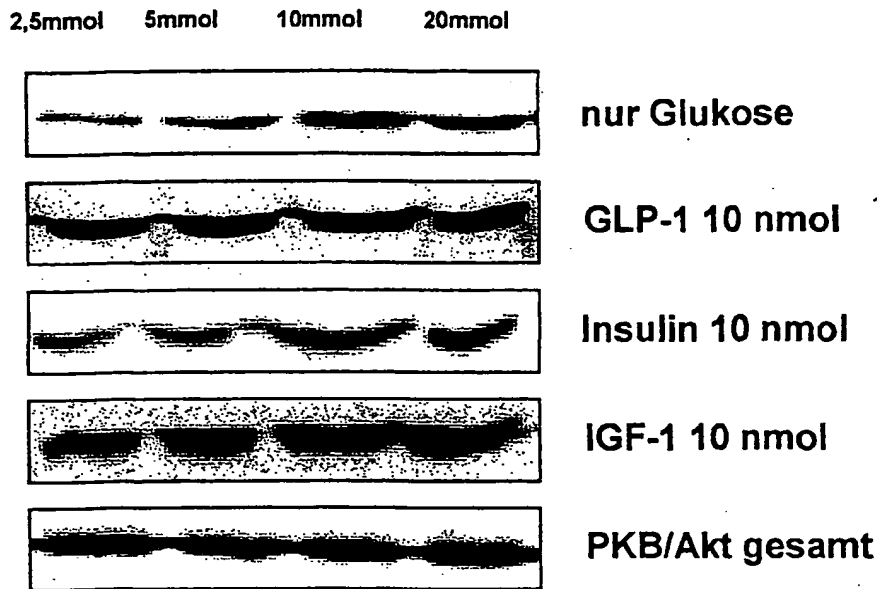 2,5mmol 5mmol 10mmol 20mmol
nur Glukose
GLP-1 10 nmol
Insulin 10 nmol
IGF-1 10 nmol
PKB/Akt gesamt